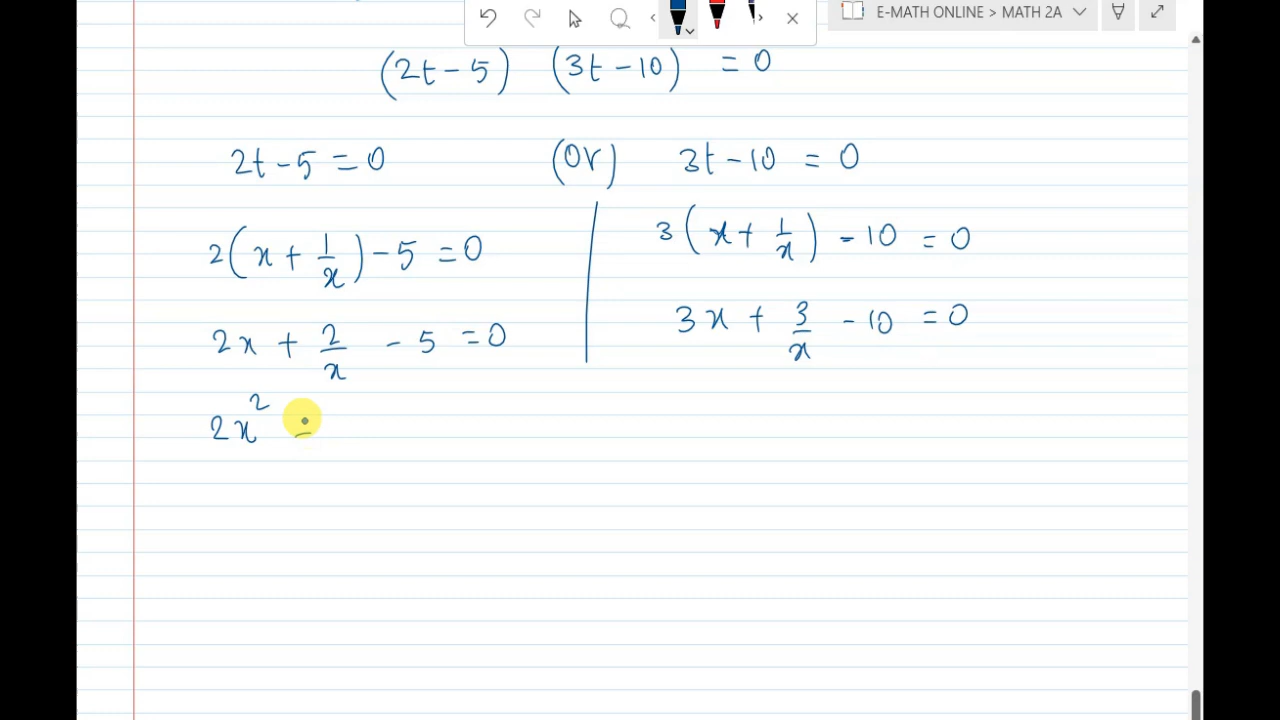 E-MATH ONLINE > MATH 2A
(2t - 5) (3t - 10) = 0
2t - 5 = 0 (Or) 3t - 10 = 0
2(x + 1/x) - 5 = 0 3(x + 1/x) - 10 = 0
2x + 2/x - 5 = 0 3x + 3/x - 10 = 0
2x² -